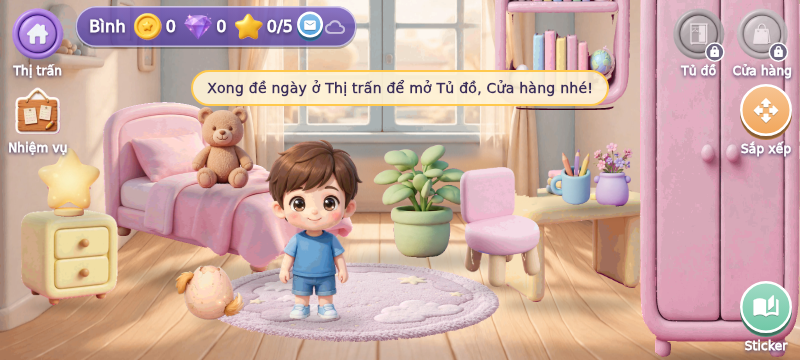 Bình 0 0 0/5
Thị trấn
Tủ đồ
Cửa hàng
Xong đề ngày ở Thị trấn để mở Tủ đồ, Cửa hàng nhé!
Nhiệm vụ
Sắp xếp
Sticker